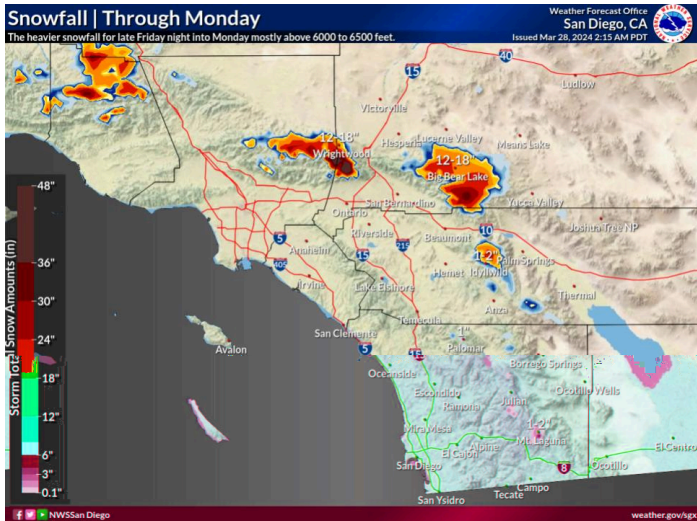 Snowfall | Through Monday
The heavier snowfall for late Friday night into Monday mostly above 6000 to 6500 feet.
Weather Forecast Office
San Diego, CA
Issued Mar 28, 2024 2:15 AM PDT
40
15
Ludlow
Victorville
Hesperia
Lucerne Valley
Means Lake
12-18"
Wrightwood
12-18"
Big Bear Lake
San Bernardino
Yucca Valley
Ontario
Riverside
Beaumont
10
Joshua Tree NP
5
Anaheim
15
215
1-2"
Palm Springs
405
Irvine
Lake Elsinore
Hemet
Idyllwild
Thermal
Anza
San Clemente
Temecula
1"
Avalon
5
15
Palomar
Borrego Springs
Oceanside
Escondido
Ramona
Julian
Ocotillo Wells
Mira Mesa
1-2"
Mt Laguna
Alpine
El Cajon
El Centro
San Diego
8
Ocotillo
Campo
Tecate
San Ysidro
Storm Total Snow Amounts (in)
48"
36"
30"
24"
18"
12"
6"
3"
0.1"
NWSSan Diego
weather.gov/sgx